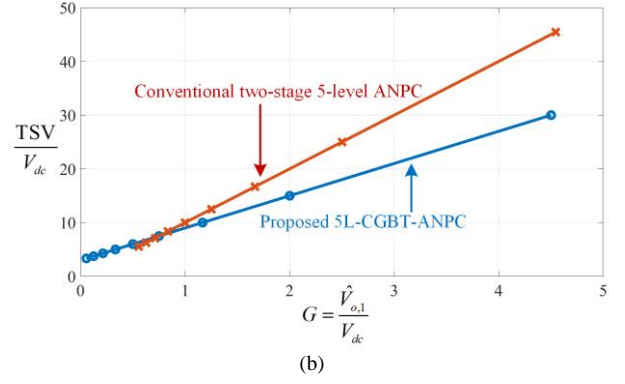 50
40
30
20
10
0
TSV
V_dc
Conventional two-stage 5-level ANPC
Proposed 5L-CGBT-ANPC
0 1 2 3 4 5
G = V̂_o,1 / V_dc
(b)